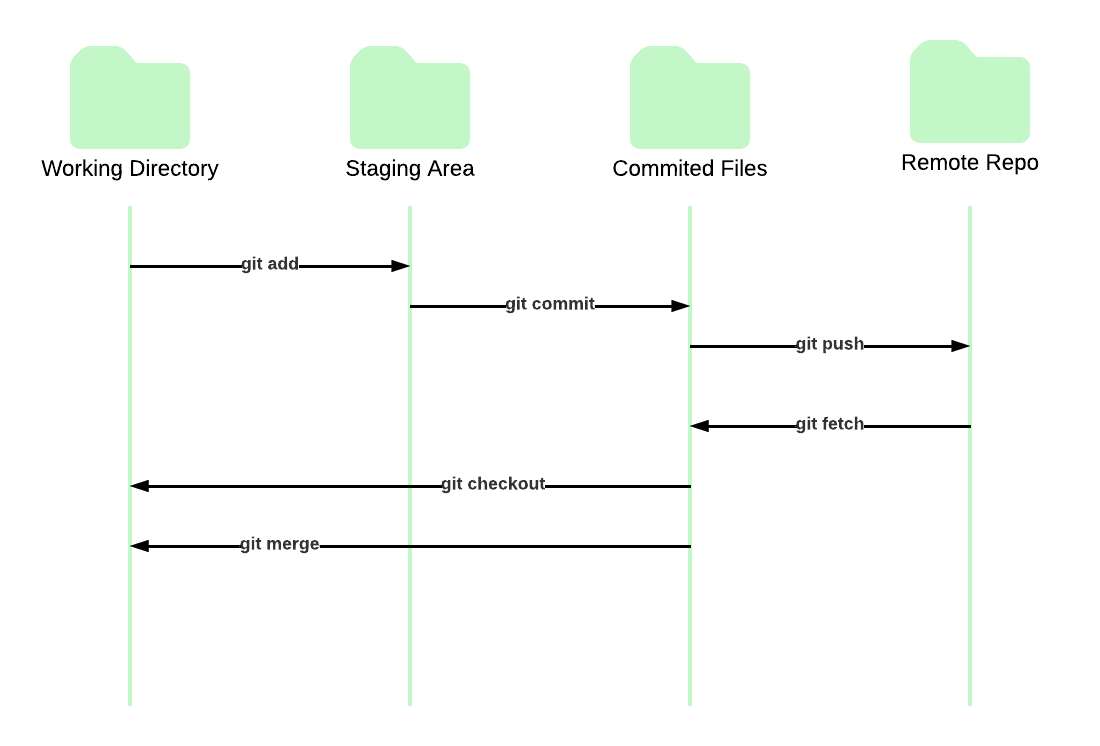 Working Directory
Staging Area
Commited Files
Remote Repo
git add
git commit
git push
git fetch
git checkout
git merge